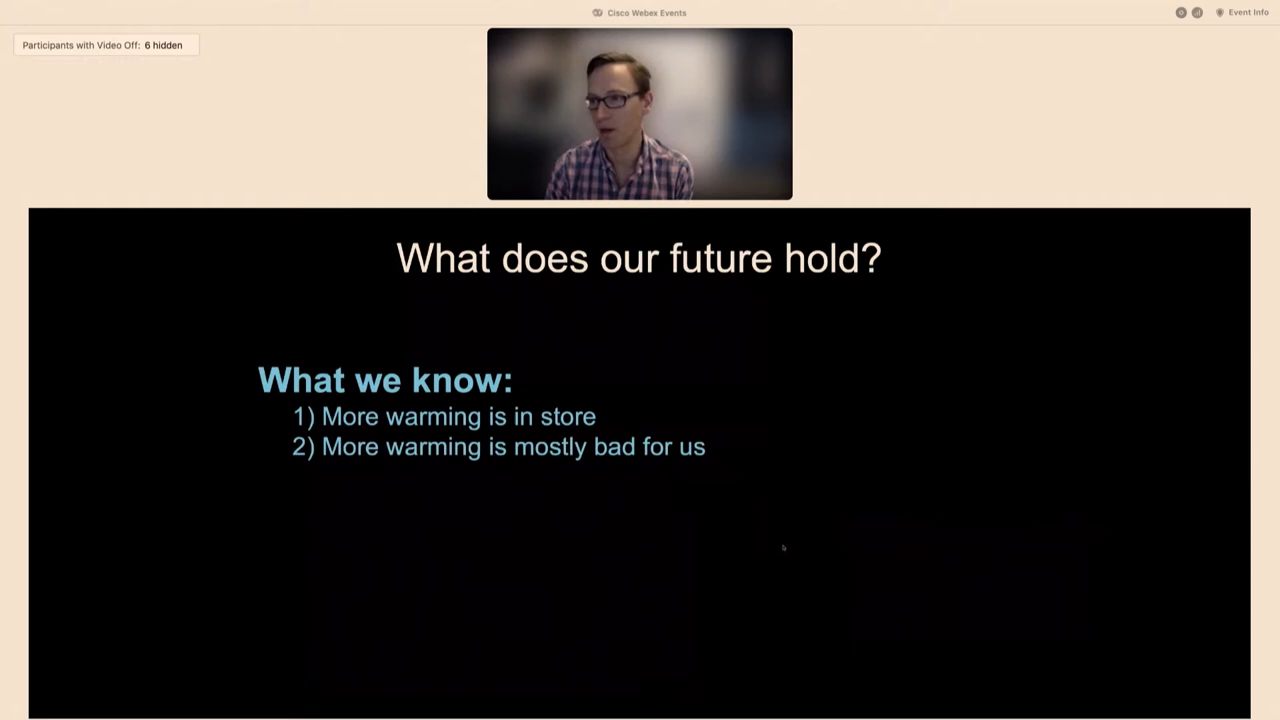 Cisco Webex Events
Event Info
Participants with Video Off: 6 hidden
What does our future hold?
What we know:
1) More warming is in store
2) More warming is mostly bad for us